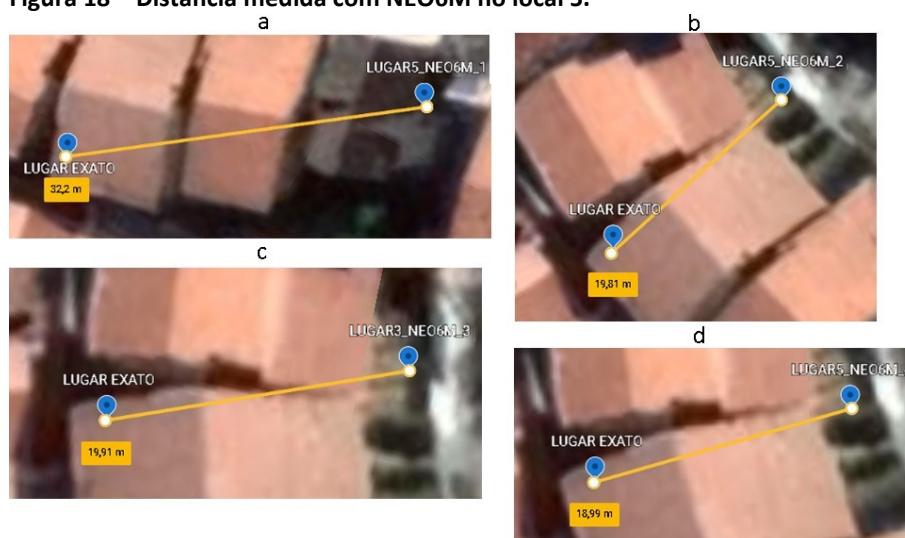 Figura 18 – Distância medida com NEO6M no local 5.
a
LUGAR5_NEO6M_1
LUGAR EXATO
32,2 m
b
LUGAR5_NEO6M_2
LUGAR EXATO
19,81 m
c
LUGAR3_NEO6M_3
LUGAR EXATO
19,91 m
d
LUGAR5_NEO6M_
LUGAR EXATO
18,99 m